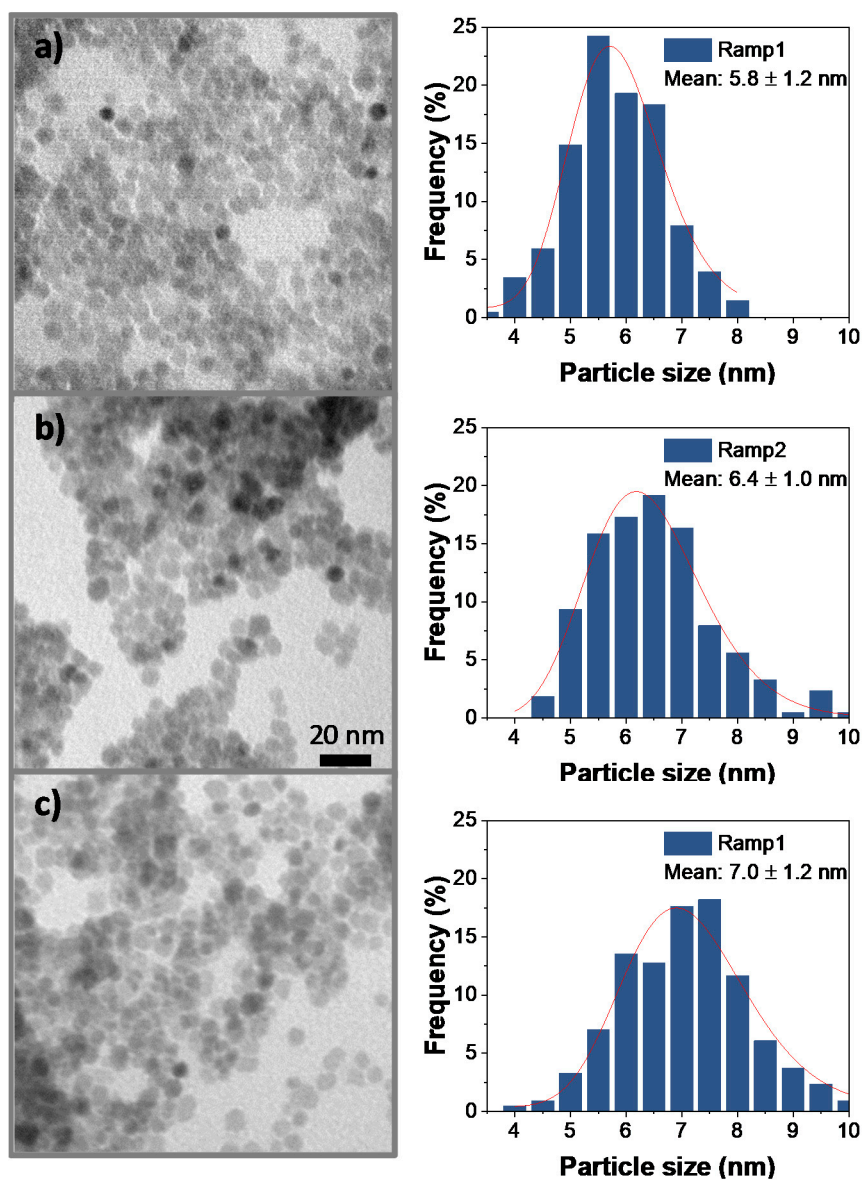 a)
25
20
15
10
5
0
Frequency (%)
Ramp1
Mean: 5.8 ± 1.2 nm
4 5 6 7 8 9 10
Particle size (nm)
b)
20 nm
25
20
15
10
5
0
Frequency (%)
Ramp2
Mean: 6.4 ± 1.0 nm
4 5 6 7 8 9 10
Particle size (nm)
c)
25
20
15
10
5
0
Frequency (%)
Ramp1
Mean: 7.0 ± 1.2 nm
4 5 6 7 8 9 10
Particle size (nm)